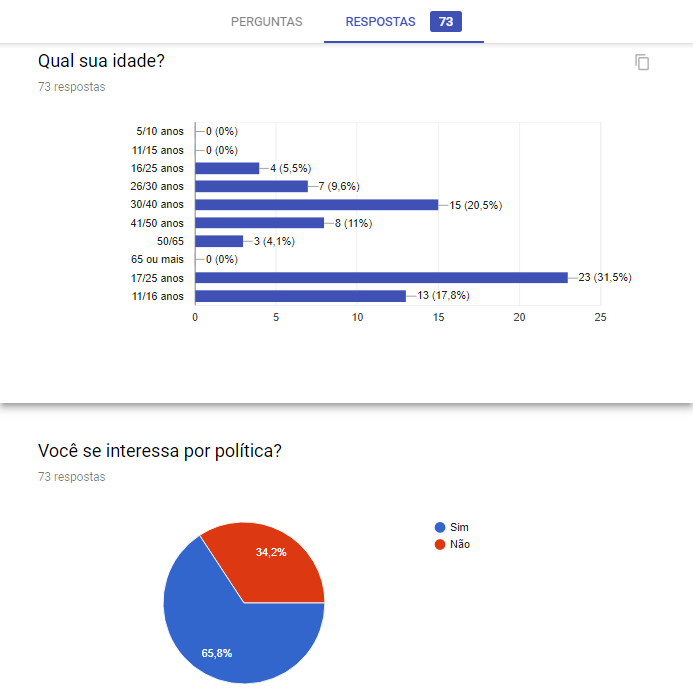 PERGUNTAS RESPOSTAS 73
Qual sua idade?
73 respostas
5/10 anos 0 (0%)
11/15 anos 0 (0%)
16/25 anos 4 (5,5%)
26/30 anos 7 (9,6%)
30/40 anos 15 (20,5%)
41/50 anos 8 (11%)
50/65 3 (4,1%)
65 ou mais 0 (0%)
17/25 anos 23 (31,5%)
11/16 anos 13 (17,8%)
0 5 10 15 20 25
Você se interessa por política?
73 respostas
Sim
Não
34,2%
65,8%